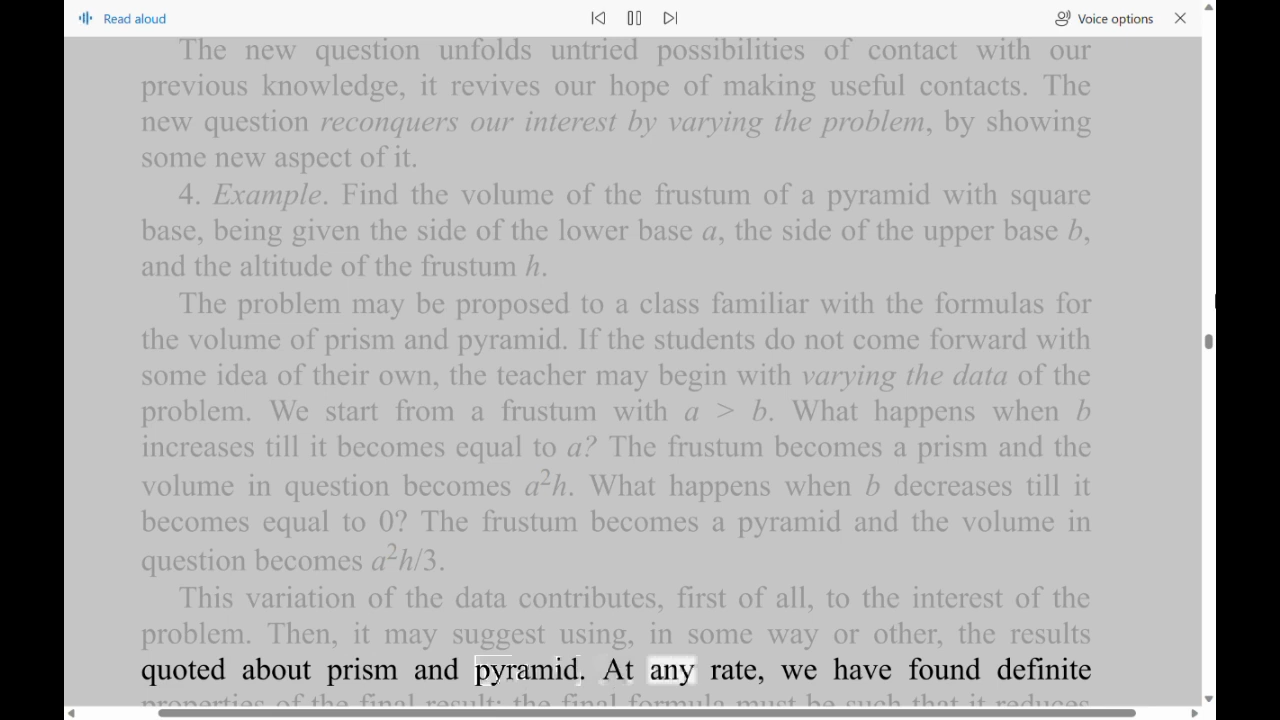 Read aloud
Voice options
The new question unfolds untried possibilities of contact with our
previous knowledge, it revives our hope of making useful contacts. The
new question reconquers our interest by varying the problem, by showing
some new aspect of it.
4. Example. Find the volume of the frustum of a pyramid with square
base, being given the side of the lower base a, the side of the upper base b,
and the altitude of the frustum h.
The problem may be proposed to a class familiar with the formulas for
the volume of prism and pyramid. If the students do not come forward with
some idea of their own, the teacher may begin with varying the data of the
problem. We start from a frustum with a > b. What happens when b
increases till it becomes equal to a? The frustum becomes a prism and the
volume in question becomes a²h. What happens when b decreases till it
becomes equal to 0? The frustum becomes a pyramid and the volume in
question becomes a²h/3.
This variation of the data contributes, first of all, to the interest of the
problem. Then, it may suggest using, in some way or other, the results
quoted about prism and pyramid. At any rate, we have found definite
properties of the final result; the final formula must be such that it reduces